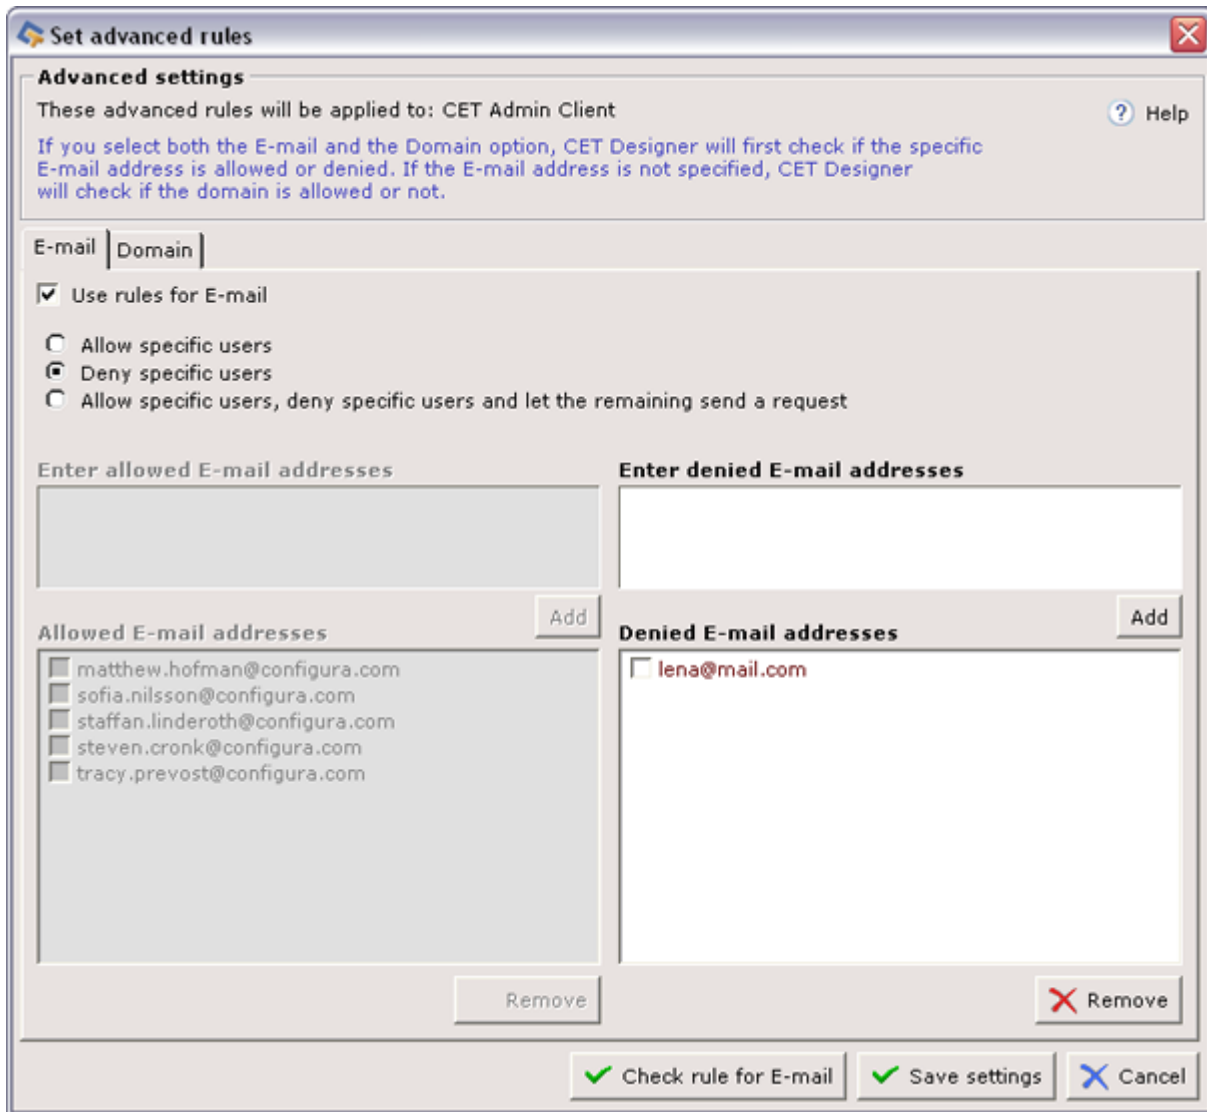 Set advanced rules
Advanced settings
These advanced rules will be applied to: CET Admin Client
Help
If you select both the E-mail and the Domain option, CET Designer will first check if the specific
E-mail address is allowed or denied. If the E-mail address is not specified, CET Designer
will check if the domain is allowed or not.
E-mail
Domain
Use rules for E-mail
Allow specific users
Deny specific users
Allow specific users, deny specific users and let the remaining send a request
Enter allowed E-mail addresses
Enter denied E-mail addresses
Add
Add
Allowed E-mail addresses
Denied E-mail addresses
matthew.hofman@configura.com
sofia.nilsson@configura.com
staffan.linderoth@configura.com
steven.cronk@configura.com
tracy.prevost@configura.com
lena@mail.com
Remove
Remove
Check rule for E-mail
Save settings
Cancel